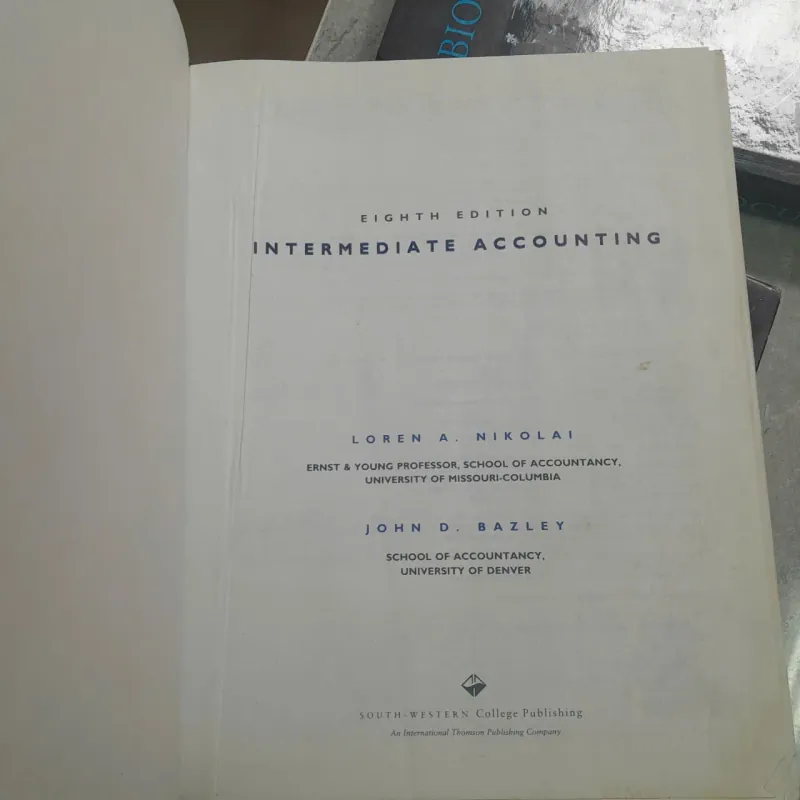 BIO
EIGHTH EDITION
INTERMEDIATE ACCOUNTING
LOREN A. NIKOLAI
ERNST & YOUNG PROFESSOR, SCHOOL OF ACCOUNTANCY,
UNIVERSITY OF MISSOURI-COLUMBIA
JOHN D. BAZLEY
SCHOOL OF ACCOUNTANCY,
UNIVERSITY OF DENVER
SOUTH-WESTERN College Publishing
An International Thomson Publishing Company